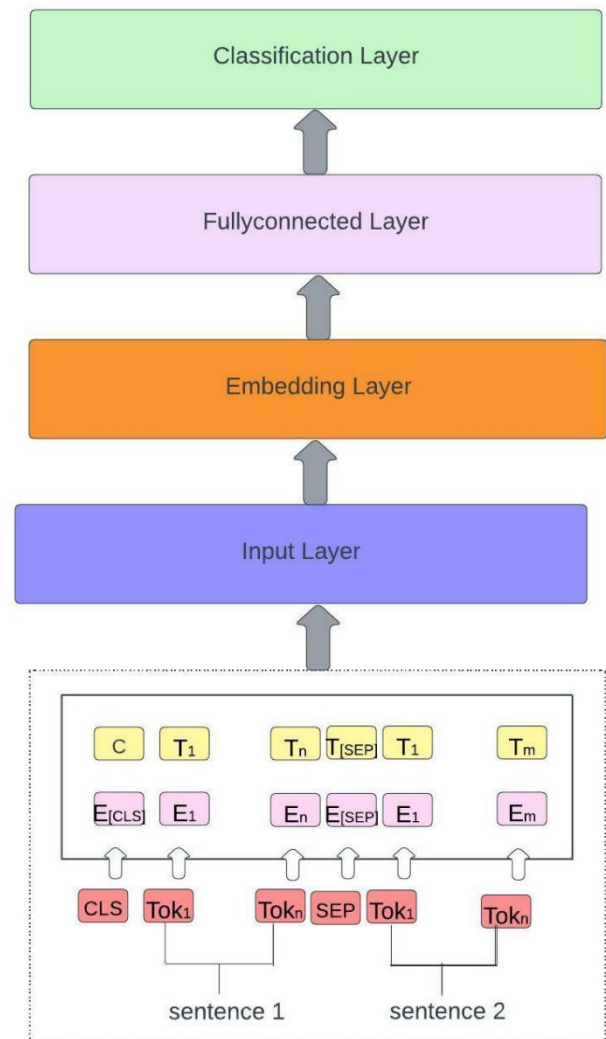 Classification Layer
Fullyconnected Layer
Embedding Layer
Input Layer
C T1 Tn T[SEP] T1 Tm
E[CLS] E1 En E[SEP] E1 Em
CLS Tok1 Tokn SEP Tok1 Tokn
sentence 1 sentence 2